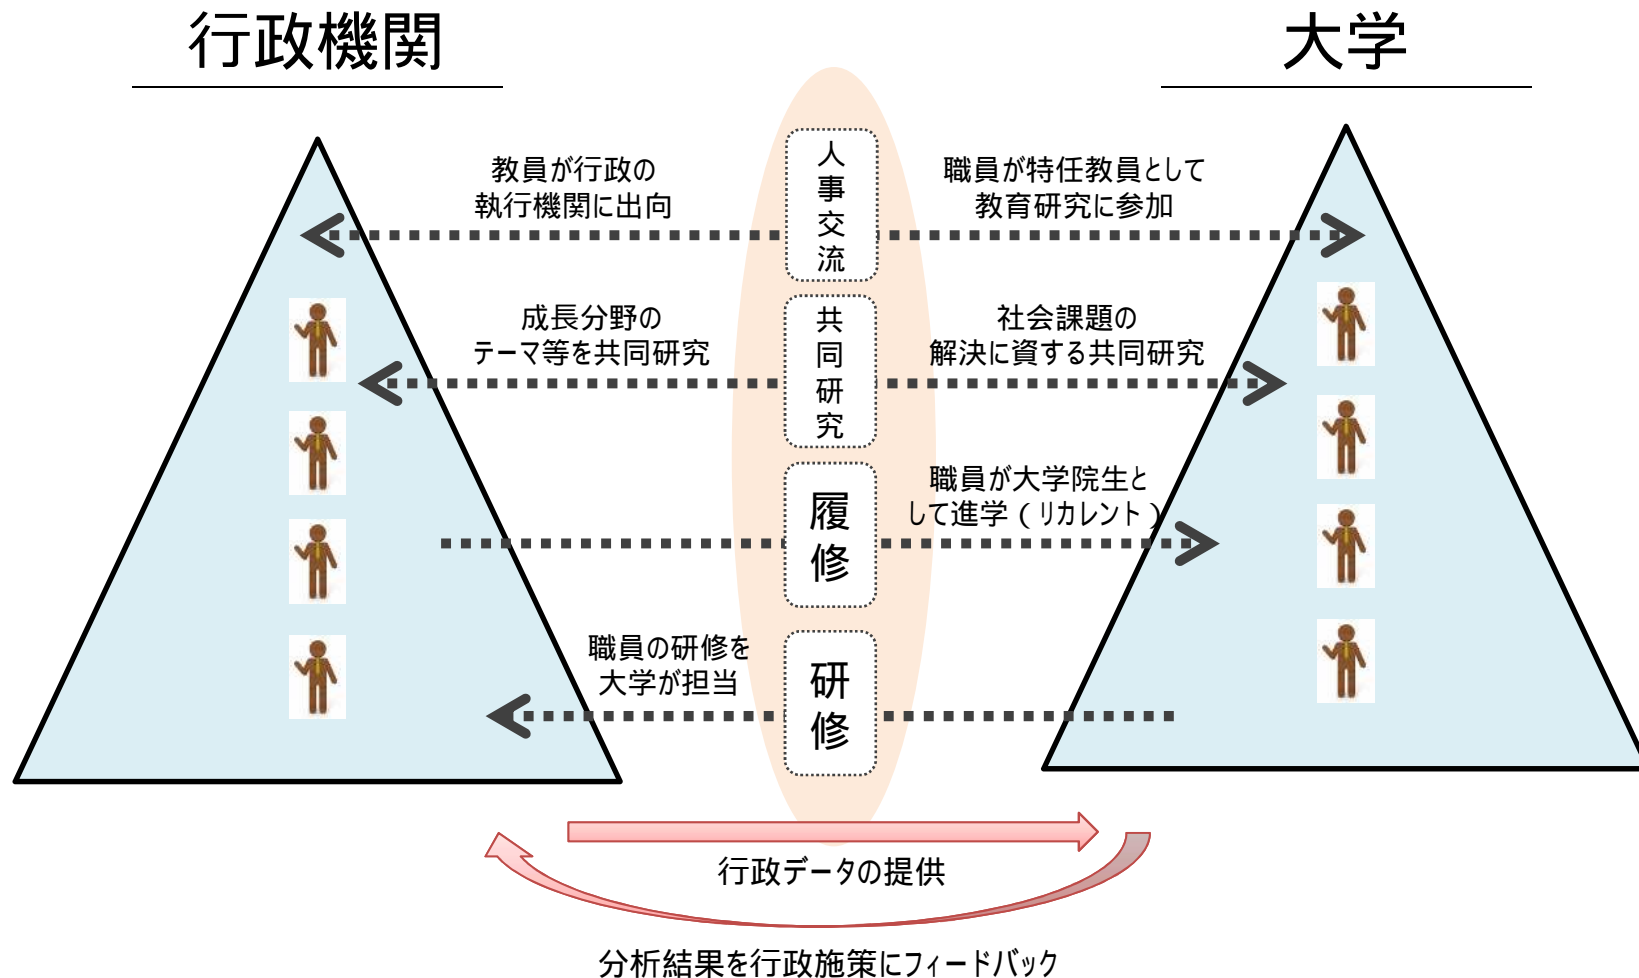 行政機関
大学
人事交流
教員が行政の
執行機関に出向
職員が特任教員として
教育研究に参加
共同研究
成長分野の
テーマ等を共同研究
社会課題の
解決に資する共同研究
履修
職員が大学院生と
して進学（リカレント）
研修
職員の研修を
大学が担当
行政データの提供
分析結果を行政施策にフィードバック